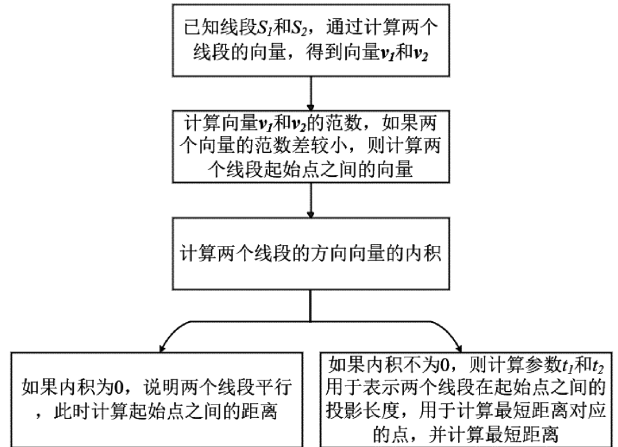 已知线段S1和S2，通过计算两个
线段的向量，得到向量v1和v2
计算向量v1和v2的范数，如果两
个向量的范数差较小，则计算两
个线段起始点之间的向量
计算两个线段的方向向量的内积
如果内积为0，说明两个线段平行
，此时计算起始点之间的距离
如果内积不为0，则计算参数t1和t2
用于表示两个线段在起始点之间的
投影长度，用于计算最短距离对应
的点，并计算最短距离